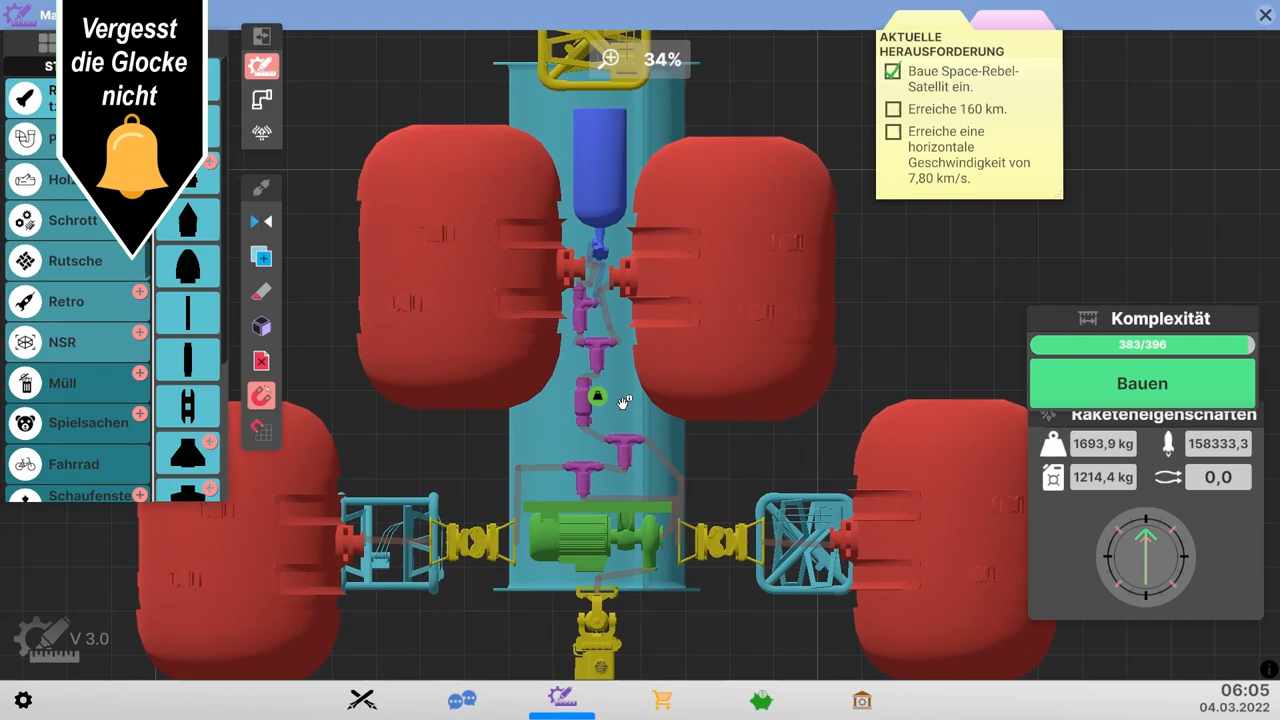 Ma
Vergesst
die Glocke
nicht
34%
AKTUELLE
HERAUSFORDERUNG
Baue Space-Rebel-
Satellit ein.
Erreiche 160 km.
Erreiche eine
horizontale
Geschwindigkeit von
7,80 km/s.
Schrott
Rutsche
Retro
NSR
Müll
Spielsachen
Fahrrad
Schaufenste
Komplexität
383/396
Bauen
Raketeneigenschaften
1693,9 kg
158333,3
1214,4 kg
0,0
V 3.0
06:05
04.03.2022